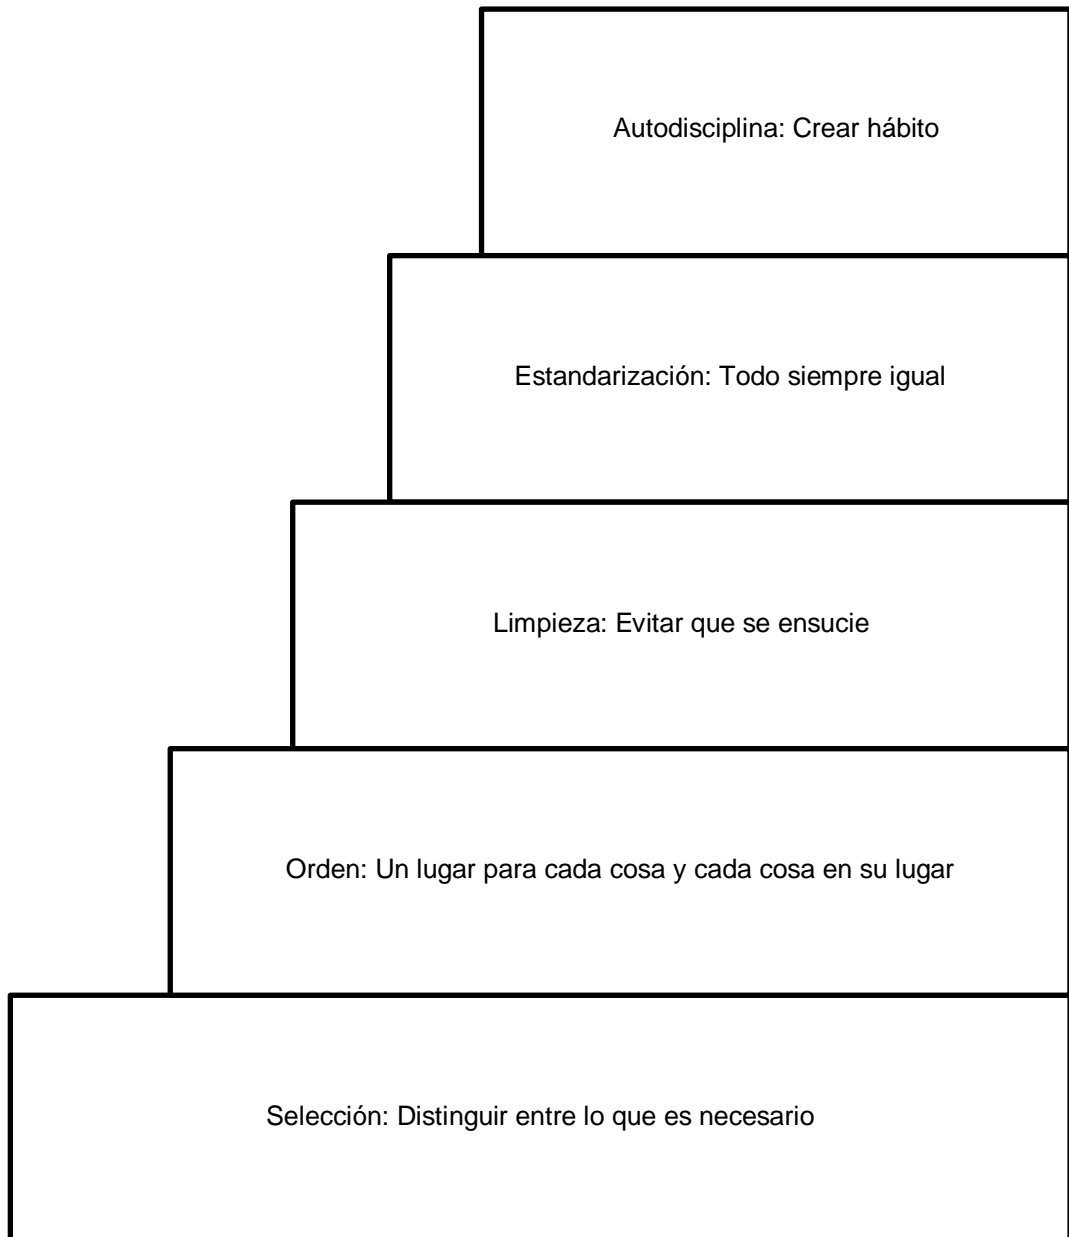 Autodisciplina: Crear hábito
Estandarización: Todo siempre igual
Limpieza: Evitar que se ensucie
Orden: Un lugar para cada cosa y cada cosa en su lugar
Selección: Distinguir entre lo que es necesario